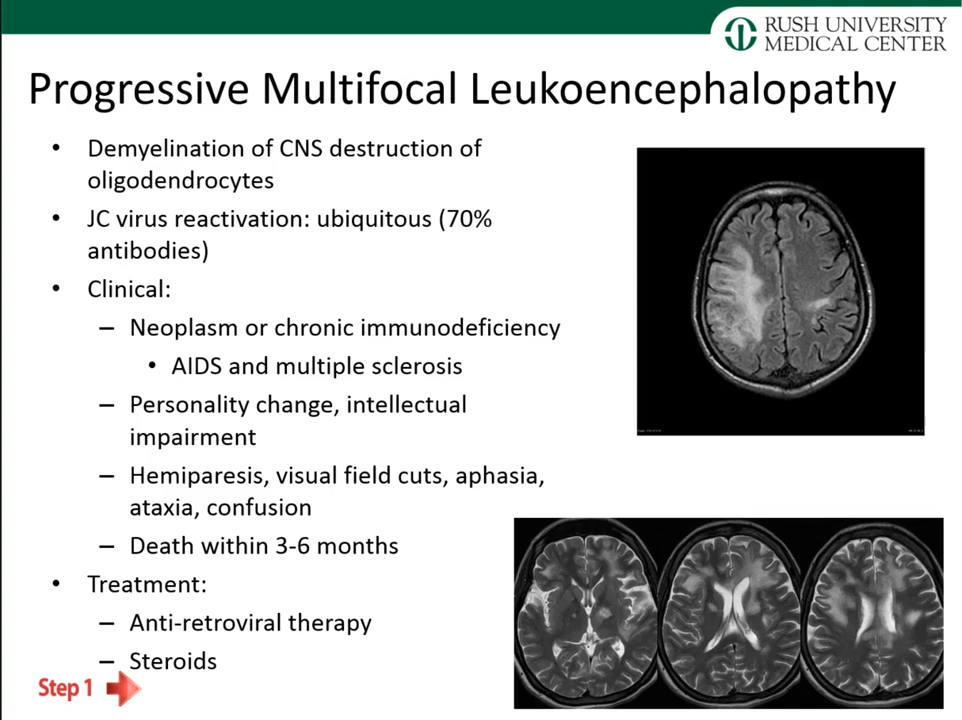 RUSH UNIVERSITY
MEDICAL CENTER
Progressive Multifocal Leukoencephalopathy
• Demyelination of CNS destruction of
oligodendrocytes
• JC virus reactivation: ubiquitous (70%
antibodies)
• Clinical:
– Neoplasm or chronic immunodeficiency
• AIDS and multiple sclerosis
– Personality change, intellectual
impairment
– Hemiparesis, visual field cuts, aphasia,
ataxia, confusion
– Death within 3-6 months
• Treatment:
– Anti-retroviral therapy
– Steroids
Step 1